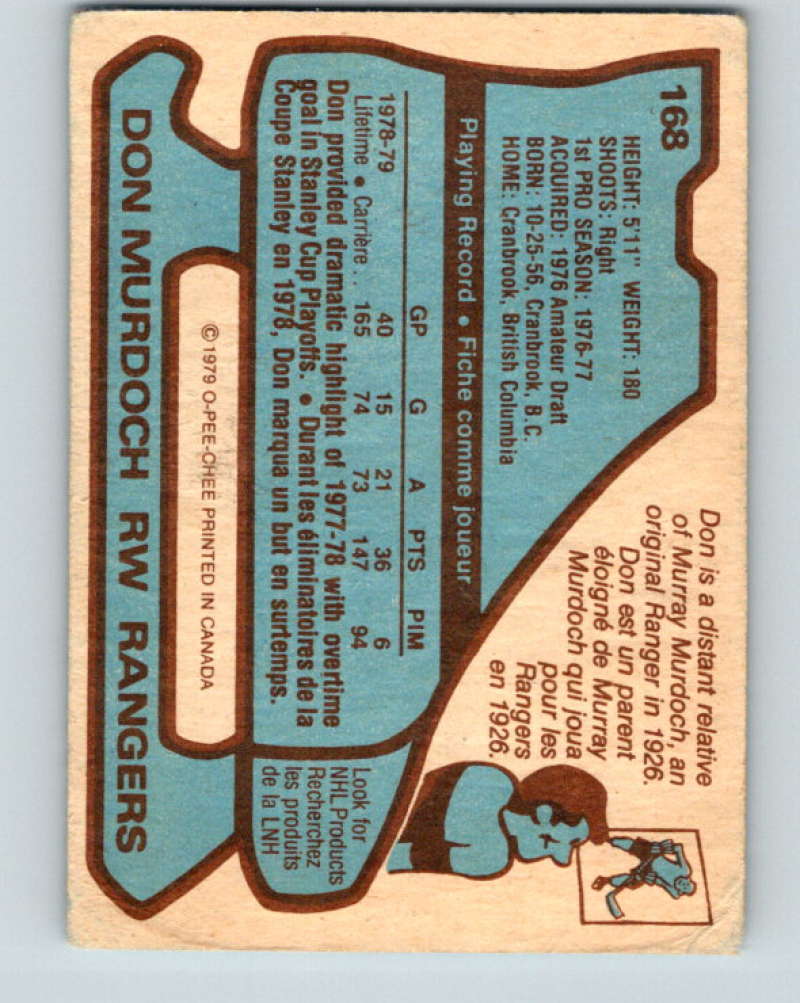 168
HEIGHT: 5'11" WEIGHT: 180
SHOOTS: Right
1st PRO SEASON: 1976-77
ACQUIRED: 1976 Amateur Draft
BORN: 10-25-56, Cranbrook, B.C.
HOME: Cranbrook, British Columbia
Don is a distant relative
of Murray Murdoch, an
original Ranger in 1926.
Don est un parent
éloigné de Murray
Murdoch qui joua
pour les
Rangers
en 1926.
Playing Record • Fiche comme joueur
GP G A PTS PIM
1978-79 40 15 21 36 6
Lifetime • Carrière . . 165 74 73 147 94
Don provided dramatic highlight of 1977-78 with overtime
goal in Stanley Cup Playoffs. • Durant les éliminatoires de la
Coupe Stanley en 1978, Don marqua un but en surtemps.
Look for
NHL Products
Recherchez
les produits
de la LNH
© 1979 O-PEE-CHEE PRINTED IN CANADA
DON MURDOCH RW RANGERS